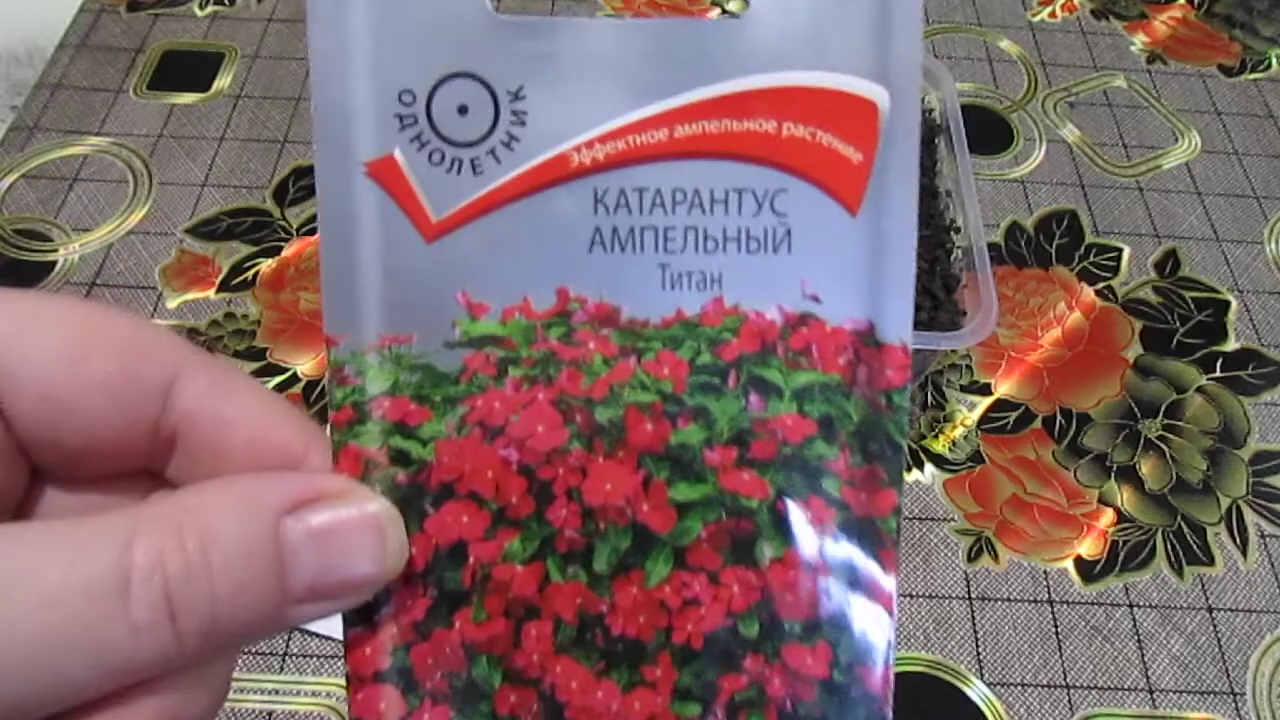 ОДНОЛЕТНИК
Эффектное ампельное растение
КАТАРАНТУС
АМПЕЛЬНЫЙ
Титан